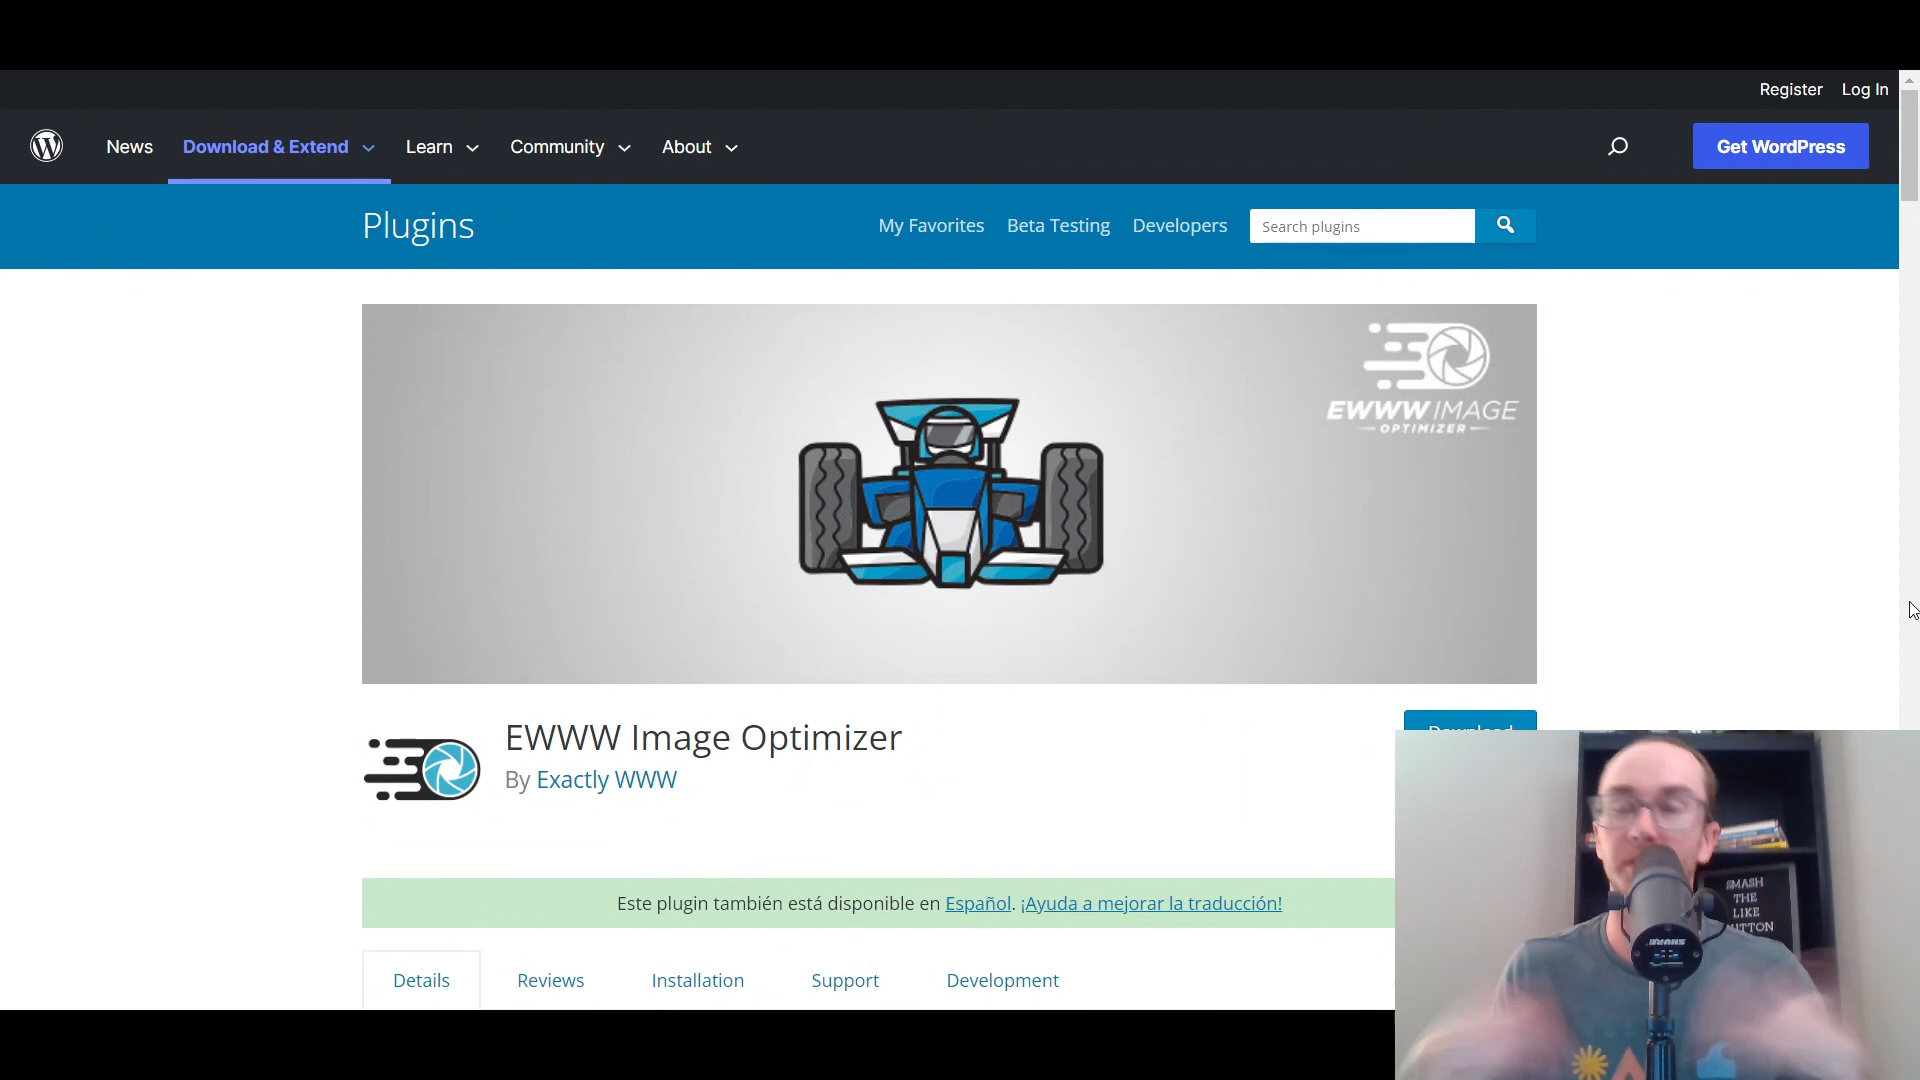 Register Log In
News Download & Extend Learn Community About Get WordPress
Plugins My Favorites Beta Testing Developers Search plugins
EWWW IMAGE
OPTIMIZER
EWWW Image Optimizer
Download
By Exactly WWW
Este plugin también está disponible en Español. ¡Ayuda a mejorar la traducción!
Details Reviews Installation Support Development
SMASH
THE
LIKE
SHURE